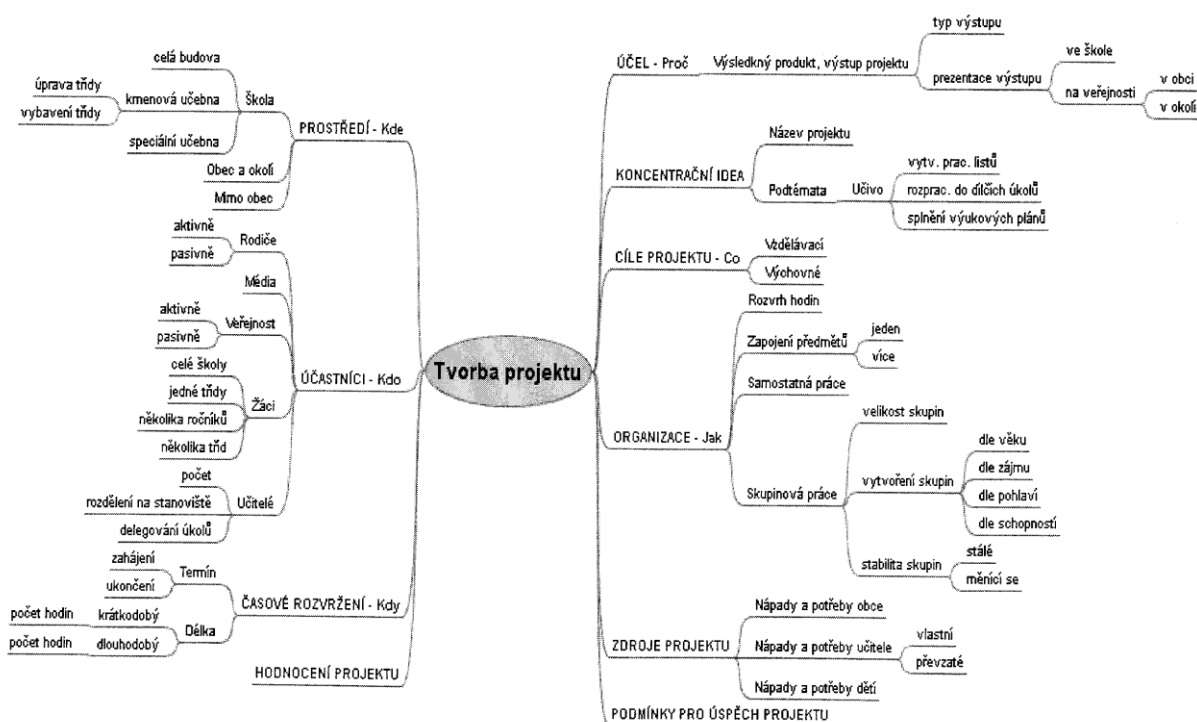 Tvorba projektu
PROSTŘEDÍ - Kde
Škola
celá budova
kmenová učebna
úprava třídy
vybavení třídy
speciální učebna
Obec a okolí
Mimo obec
ÚČASTNÍCI - Kdo
Rodiče
aktivně
pasivně
Média
Veřejnost
aktivně
pasivně
Žáci
celé školy
jedné třídy
několika ročníků
několika tříd
Učitelé
počet
rozdělení na stanoviště
delegování úkolů
ČASOVÉ ROZVRŽENÍ - Kdy
Termín
zahájení
ukončení
Délka
krátkodobý
počet hodin
dlouhodobý
počet hodin
HODNOCENÍ PROJEKTU
ÚČEL - Proč
Výsledkný produkt, výstup projektu
typ výstupu
prezentace výstupu
ve škole
na veřejnosti
v obci
v okolí
KONCENTRAČNÍ IDEA
Název projektu
Podtémata
Učivo
vytv. prac. listů
rozprac. do dílčích úkolů
splnění výukových plánů
CÍLE PROJEKTU - Co
Vzdělávací
Výchovné
ORGANIZACE - Jak
Rozvrh hodin
Zapojení předmětů
jeden
více
Samostatná práce
Skupinová práce
velikost skupin
vytvoření skupin
dle věku
dle zájmu
dle pohlaví
dle schopností
stabilita skupin
stálé
měnící se
ZDROJE PROJEKTU
Nápady a potřeby obce
Nápady a potřeby učitele
vlastní
převzaté
Nápady a potřeby dětí
PODMÍNKY PRO ÚSPĚCH PROJEKTU